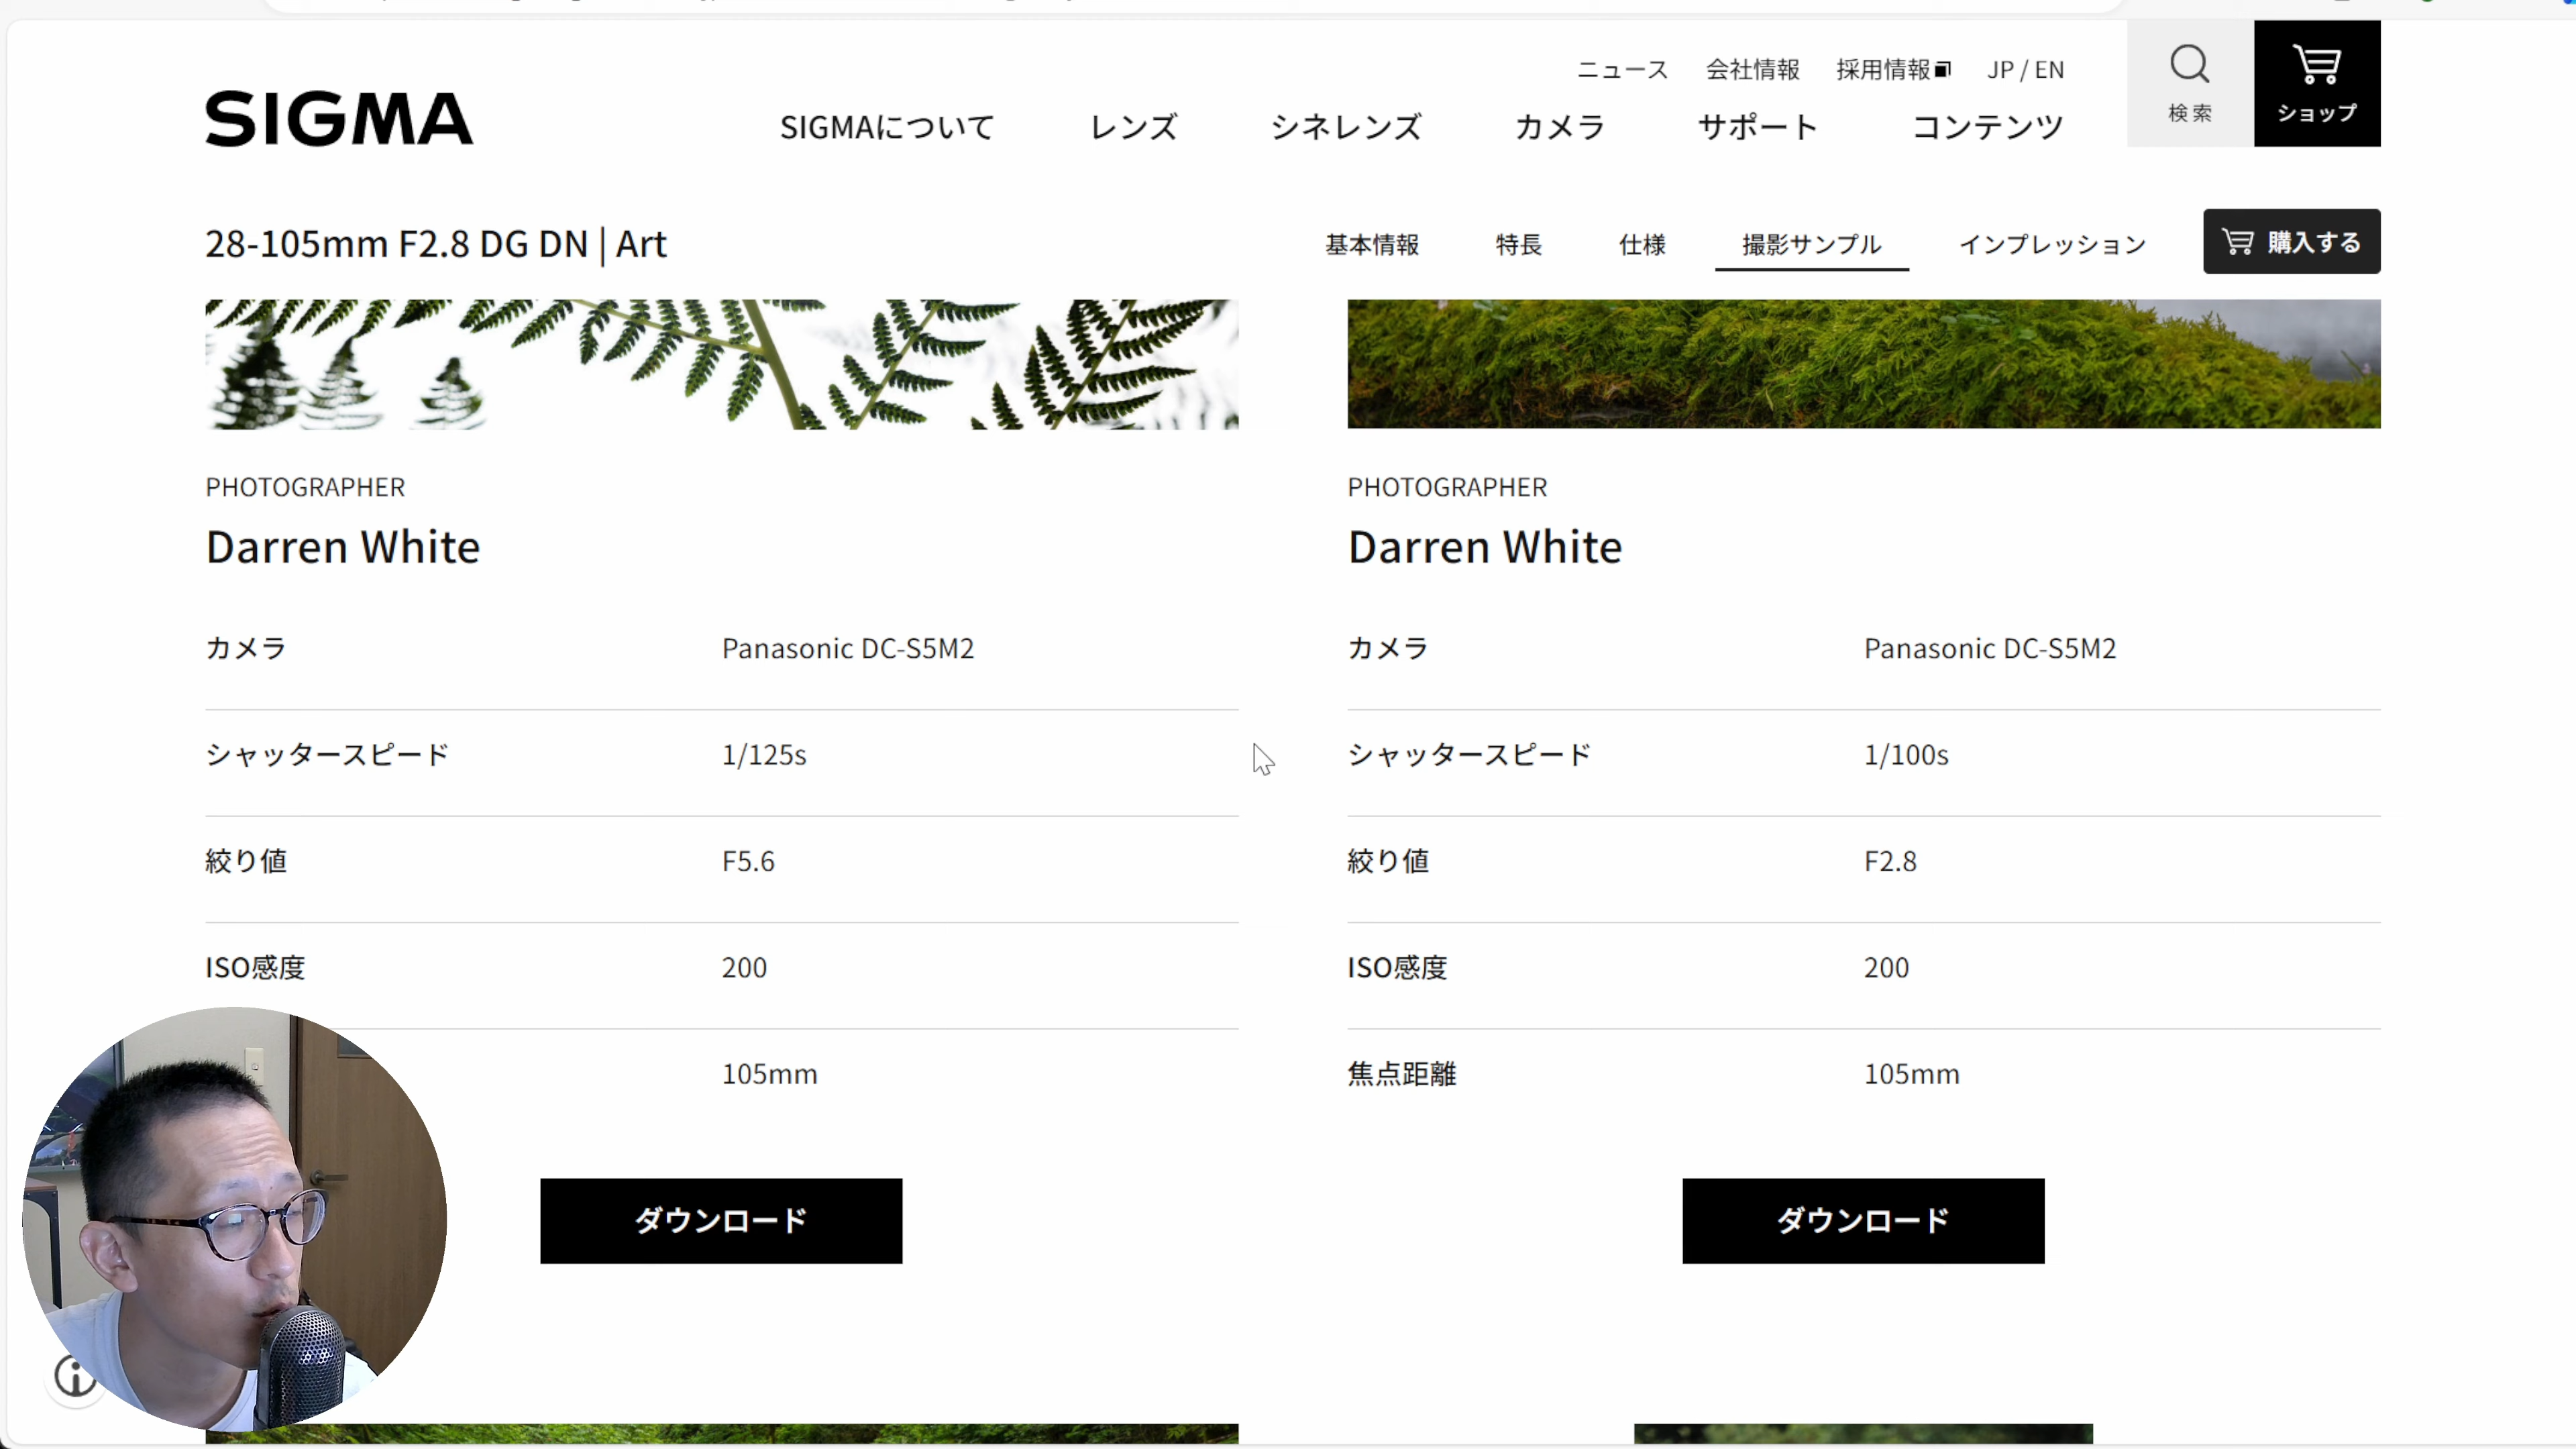 ニュース 会社情報 採用情報 JP / EN
SIGMA
SIGMAについて レンズ シネレンズ カメラ サポート コンテンツ
検索
ショップ
28-105mm F2.8 DG DN | Art
基本情報 特長 仕様 撮影サンプル インプレッション 購入する
PHOTOGRAPHER
Darren White
カメラ Panasonic DC-S5M2
シャッタースピード 1/125s
絞り値 F5.6
ISO感度 200
105mm
ダウンロード
PHOTOGRAPHER
Darren White
カメラ Panasonic DC-S5M2
シャッタースピード 1/100s
絞り値 F2.8
ISO感度 200
焦点距離 105mm
ダウンロード